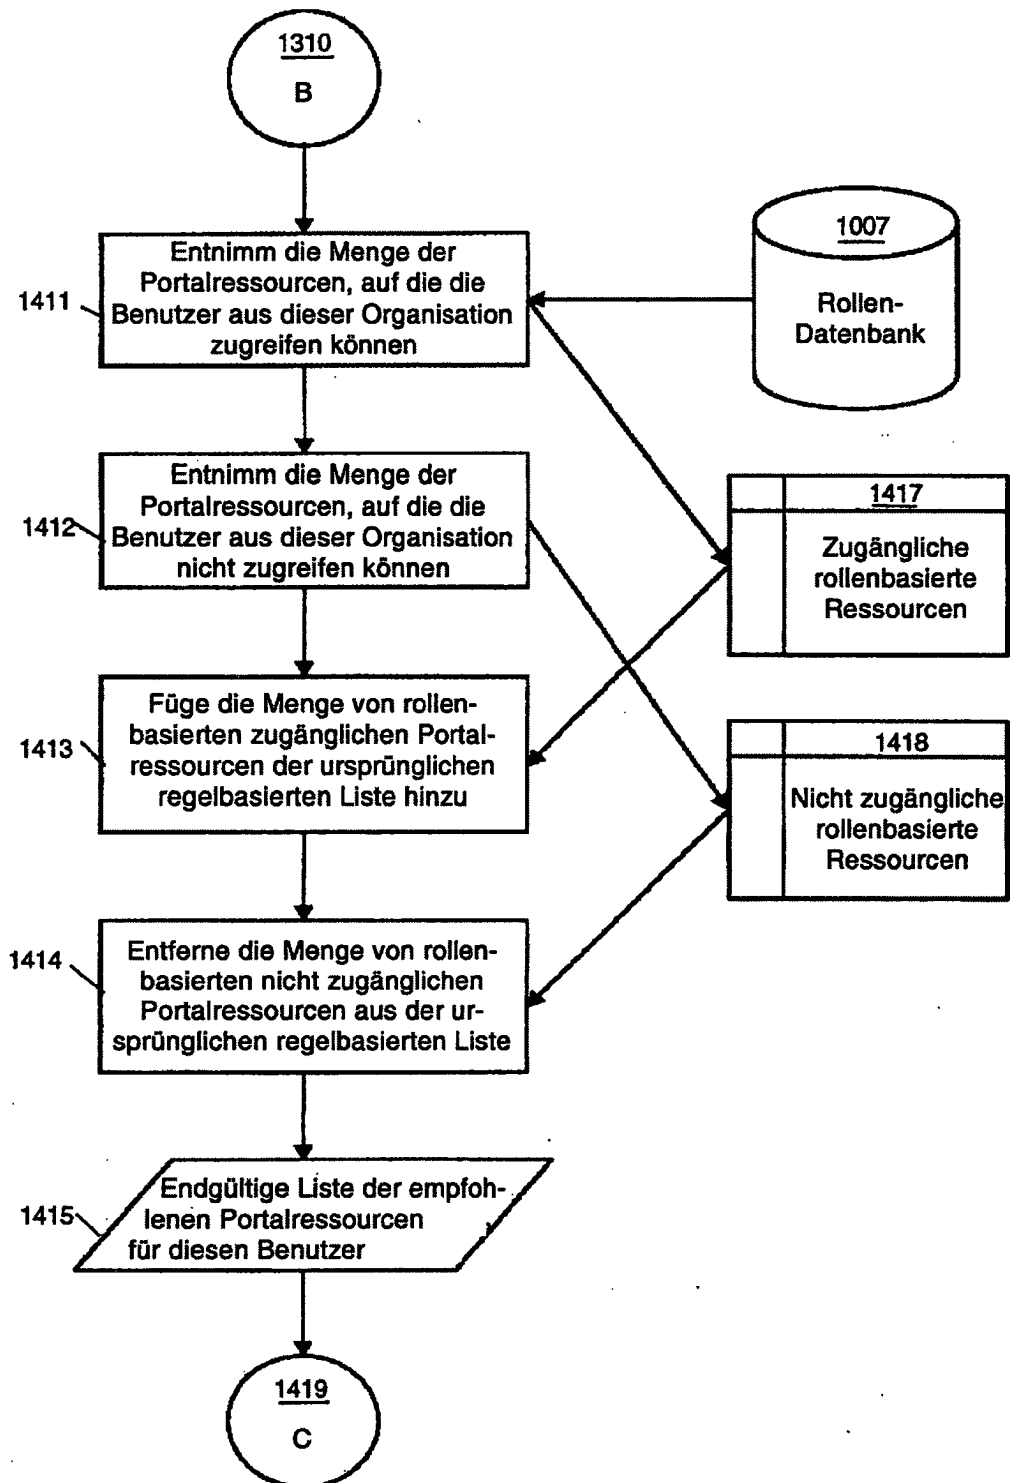 1310
B
1007
Rollen-
Datenbank
1411
Entnimm die Menge der
Portalressourcen, auf die die
Benutzer aus dieser Organisation
zugreifen können
1412
Entnimm die Menge der
Portalressourcen, auf die die
Benutzer aus dieser Organisation
nicht zugreifen können
1417
Zugängliche
rollenbasierte
Ressourcen
1413
Füge die Menge von rollen-
basierten zugänglichen Portal-
ressourcen der ursprünglichen
regelbasierten Liste hinzu
1418
Nicht zugängliche
rollenbasierte
Ressourcen
1414
Entferne die Menge von rollen-
basierten nicht zugänglichen
Portalressourcen aus der ur-
sprünglichen regelbasierten Liste
1415
Endgültige Liste der empfoh-
lenen Portalressourcen
für diesen Benutzer
1419
C